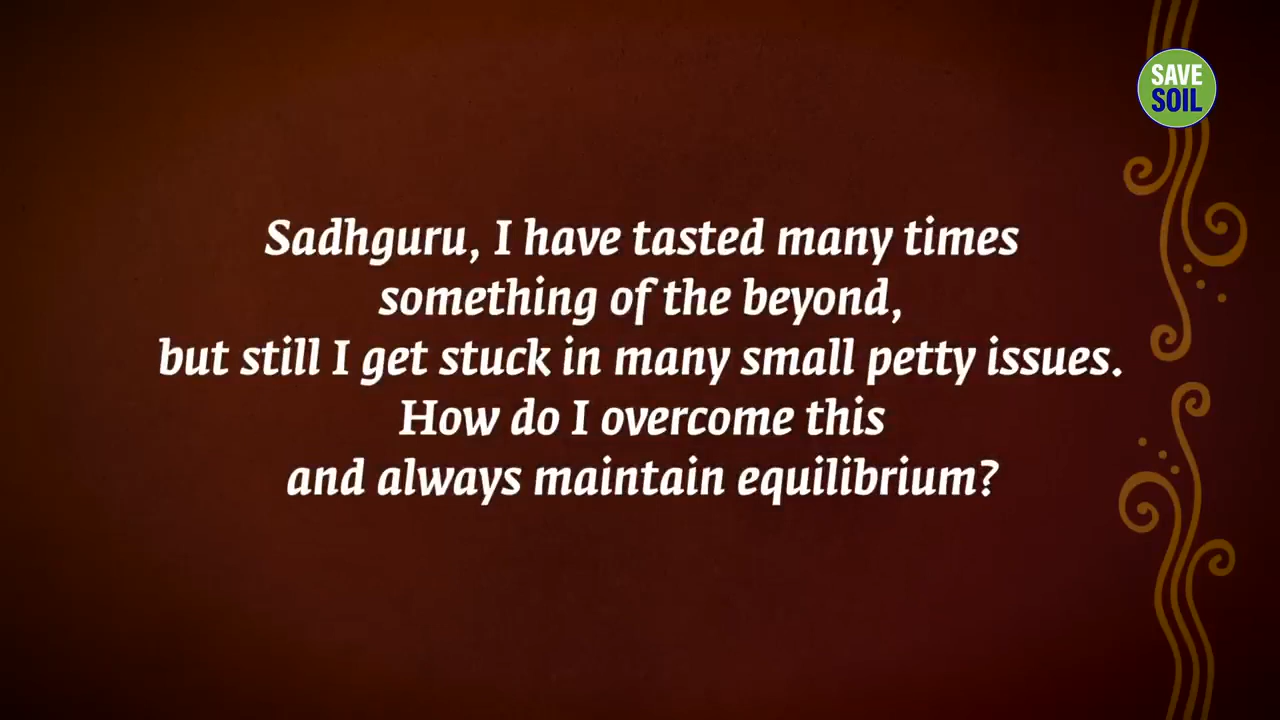 SAVE
SOIL
Sadhguru, I have tasted many times
something of the beyond,
but still I get stuck in many small petty issues.
How do I overcome this
and always maintain equilibrium?